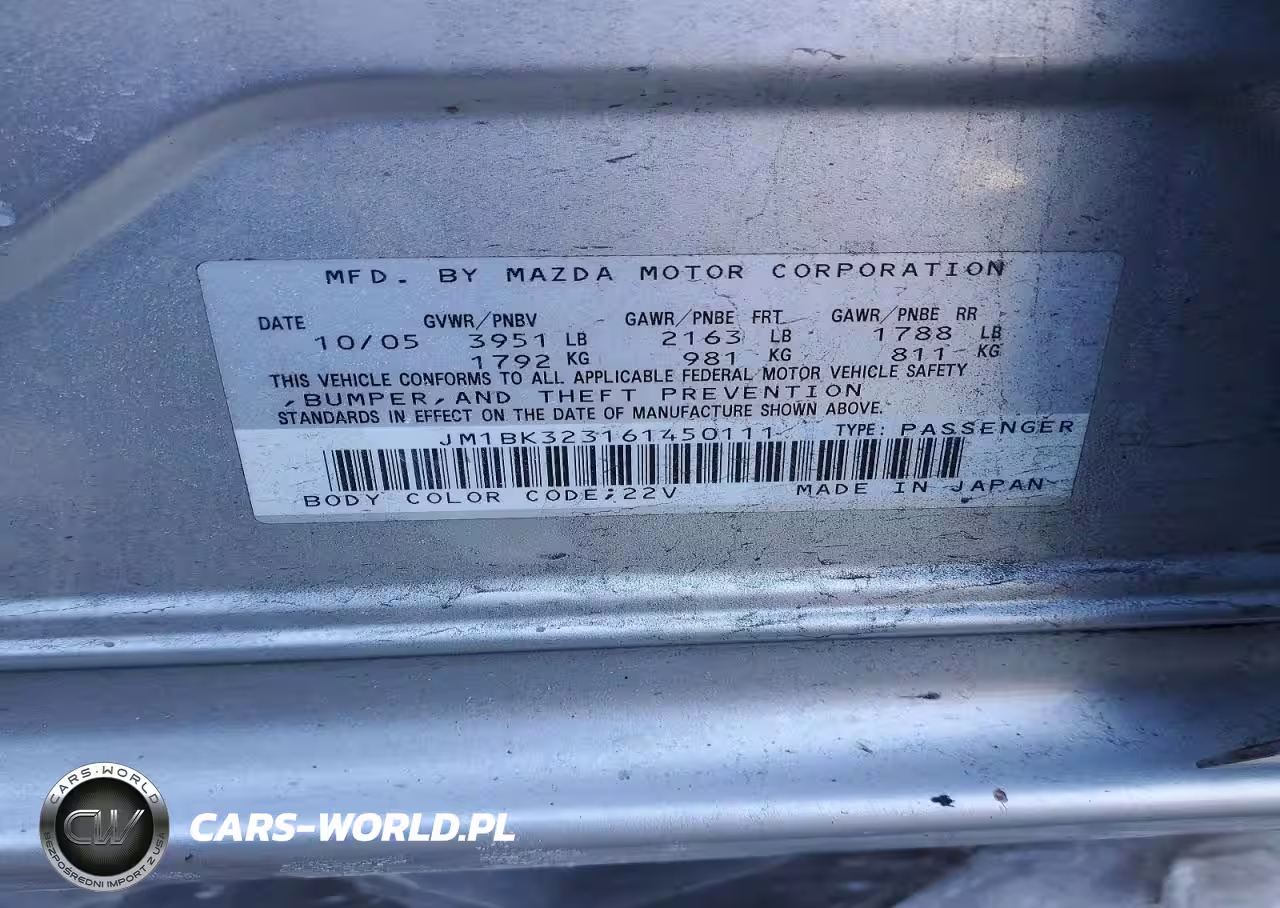 MFD. BY MAZDA MOTOR CORPORATION
DATE GVWR/PNBV GAWR/PNBE FRT GAWR/PNBE RR
10/05 3951 LB 2163 LB 1788 LB
1792 KG 981 KG 811 KG
THIS VEHICLE CONFORMS TO ALL APPLICABLE FEDERAL MOTOR VEHICLE SAFETY
,BUMPER,AND THEFT PREVENTION
STANDARDS IN EFFECT ON THE DATE OF MANUFACTURE SHOWN ABOVE.
JM1BK323161450111 TYPE: PASSENGER
BODY COLOR CODE:22V MADE IN JAPAN
CARS-WORLD
CW
BEZPOŚREDNI IMPORT Z USA
CARS-WORLD.PL